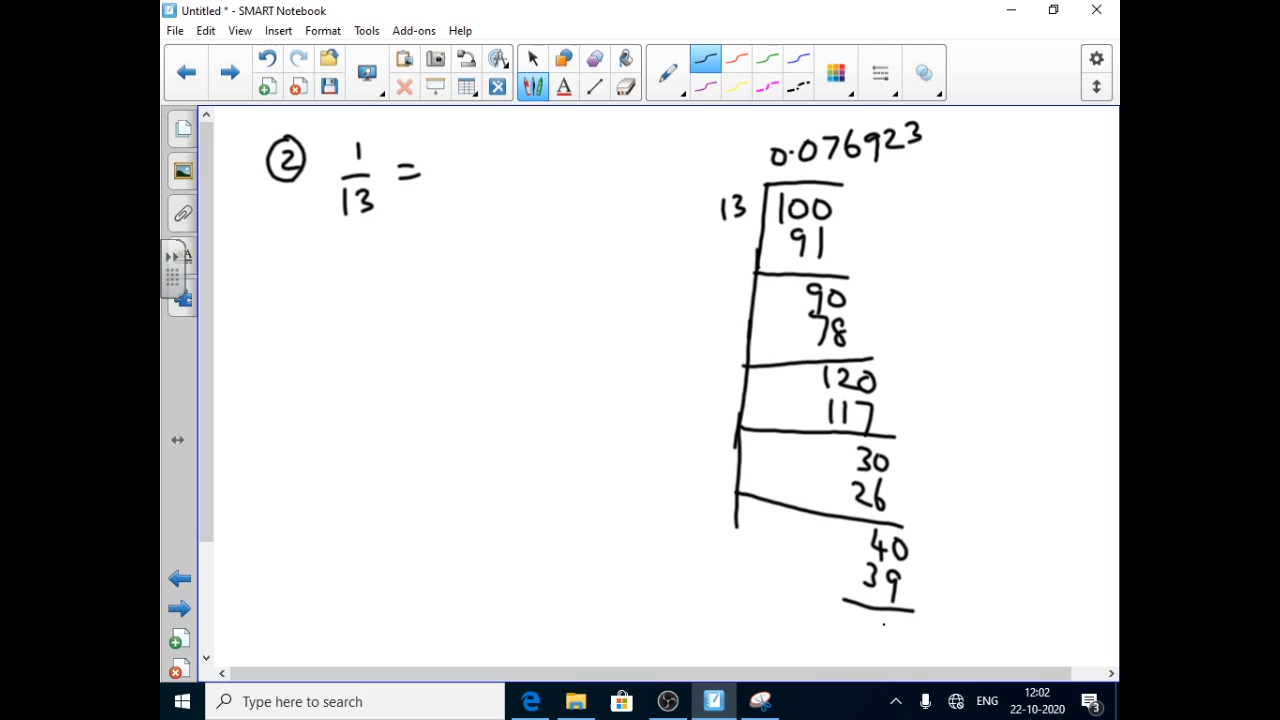 Untitled * - SMART Notebook
File Edit View Insert Format Tools Add-ons Help
② 1/13 =
0.076923
13 100
91
90
78
120
117
30
26
40
39
Type here to search
ENG
12:02
22-10-2020
3